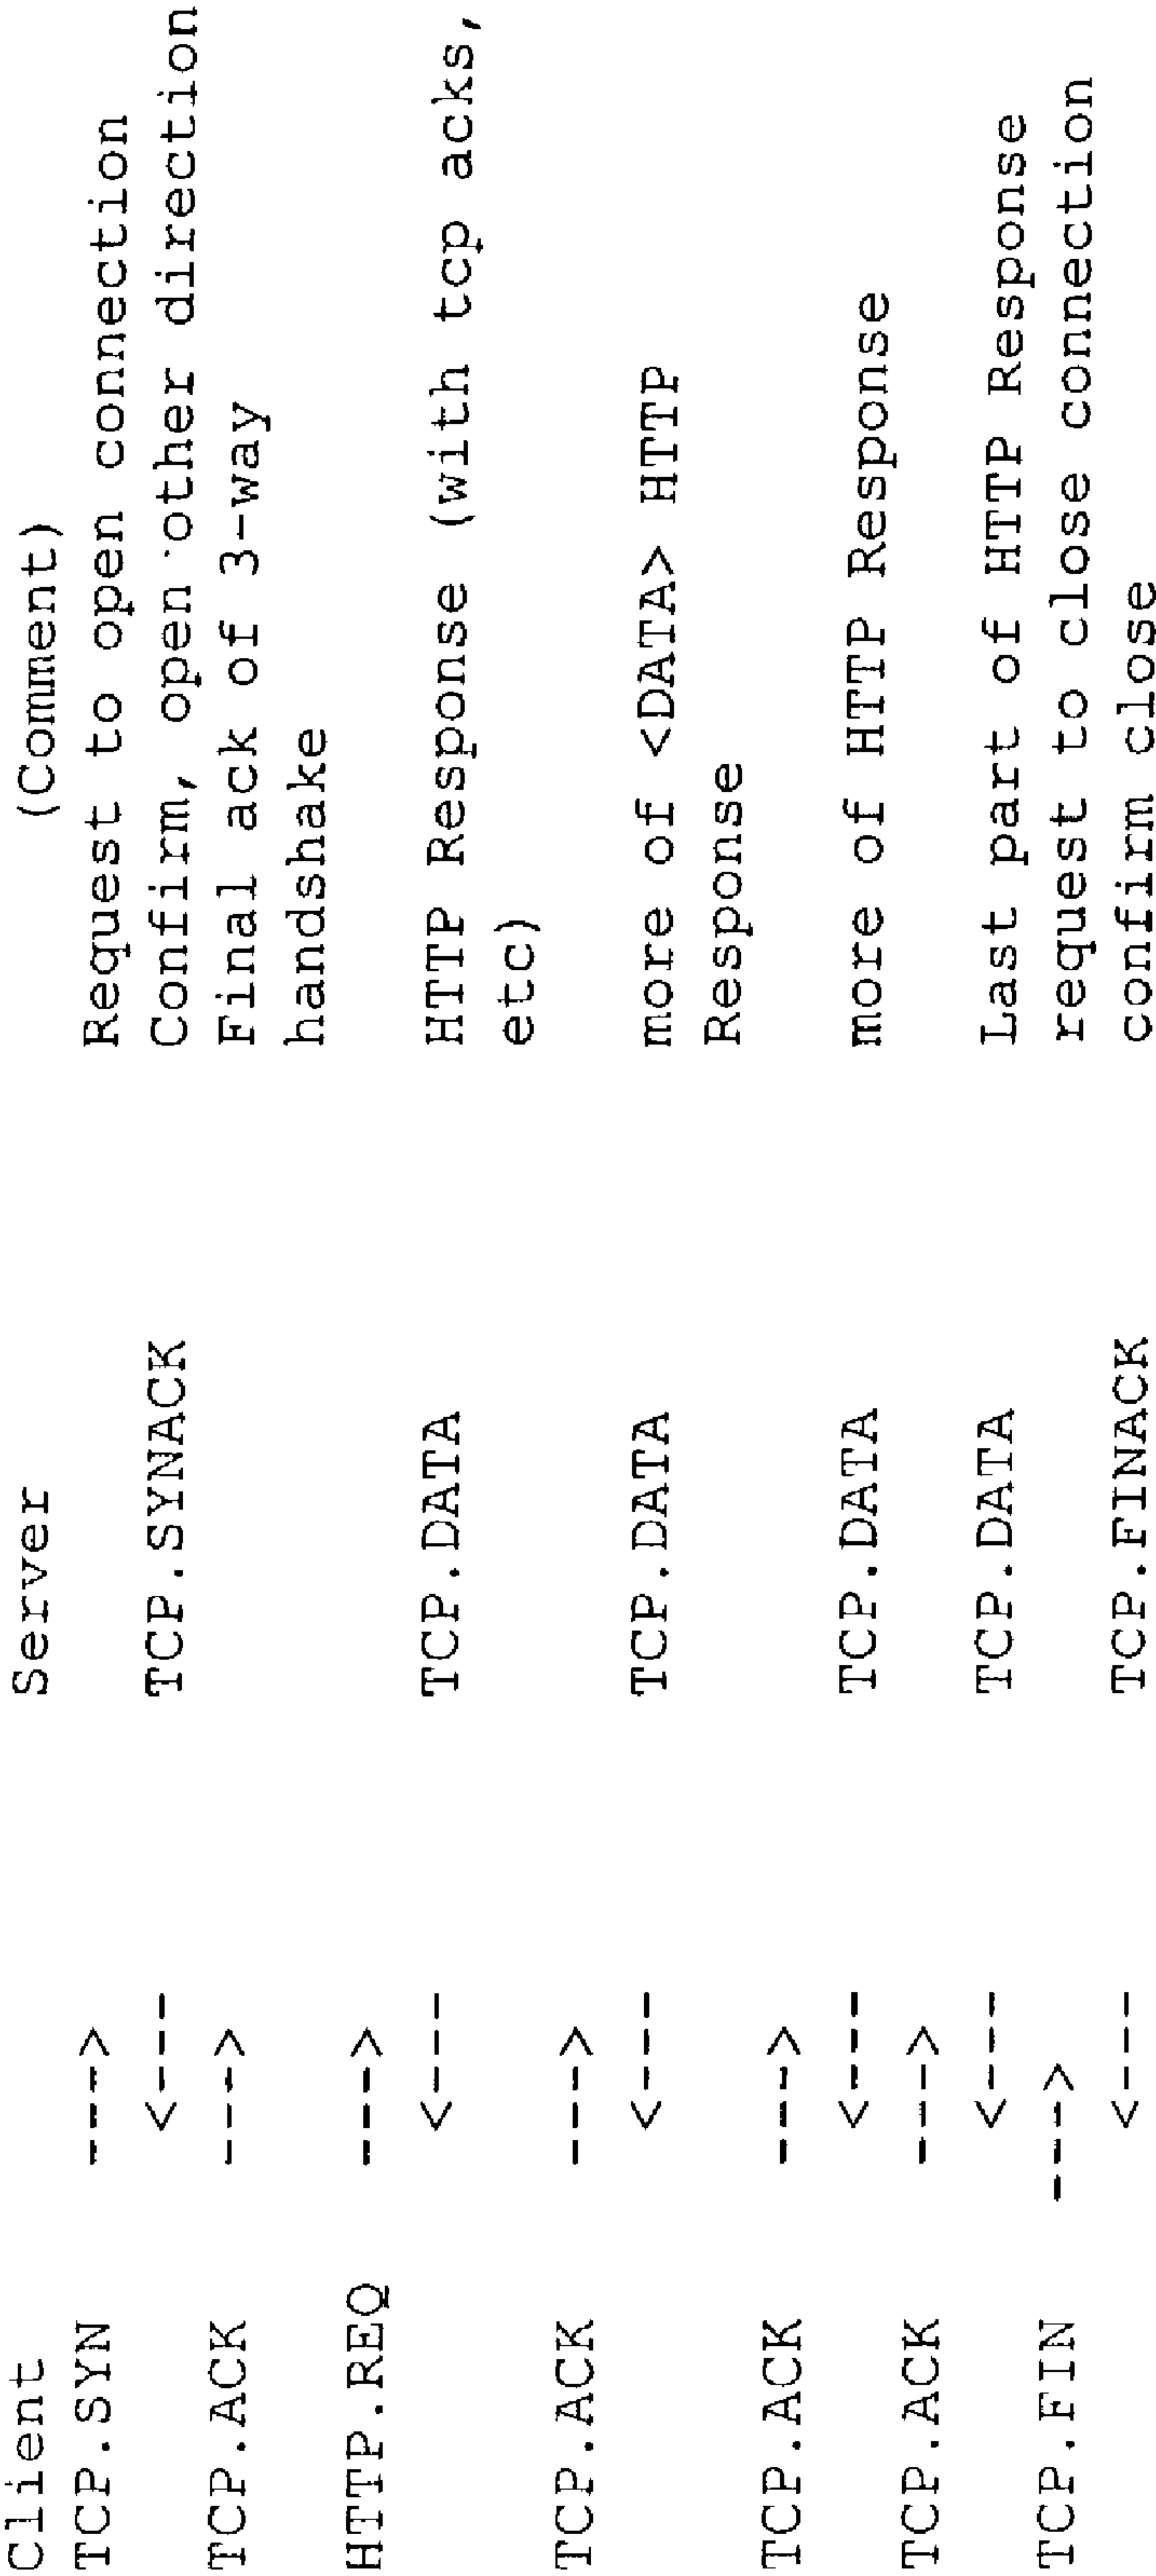 Client Server (Comment)
TCP.SYN ---> Request to open connection
<--- TCP.SYNACK Confirm, open other direction
TCP.ACK ---> Final ack of 3-way
handshake
HTTP.REQ --->
<--- TCP.DATA HTTP Response (with tcp acks,
etc)
TCP.ACK --->
<--- TCP.DATA more of <DATA> HTTP
Response
TCP.ACK --->
<--- TCP.DATA more of HTTP Response
TCP.ACK --->
<--- TCP.DATA Last part of HTTP Response
TCP.FIN ---> request to close connection
<--- TCP.FINACK confirm close